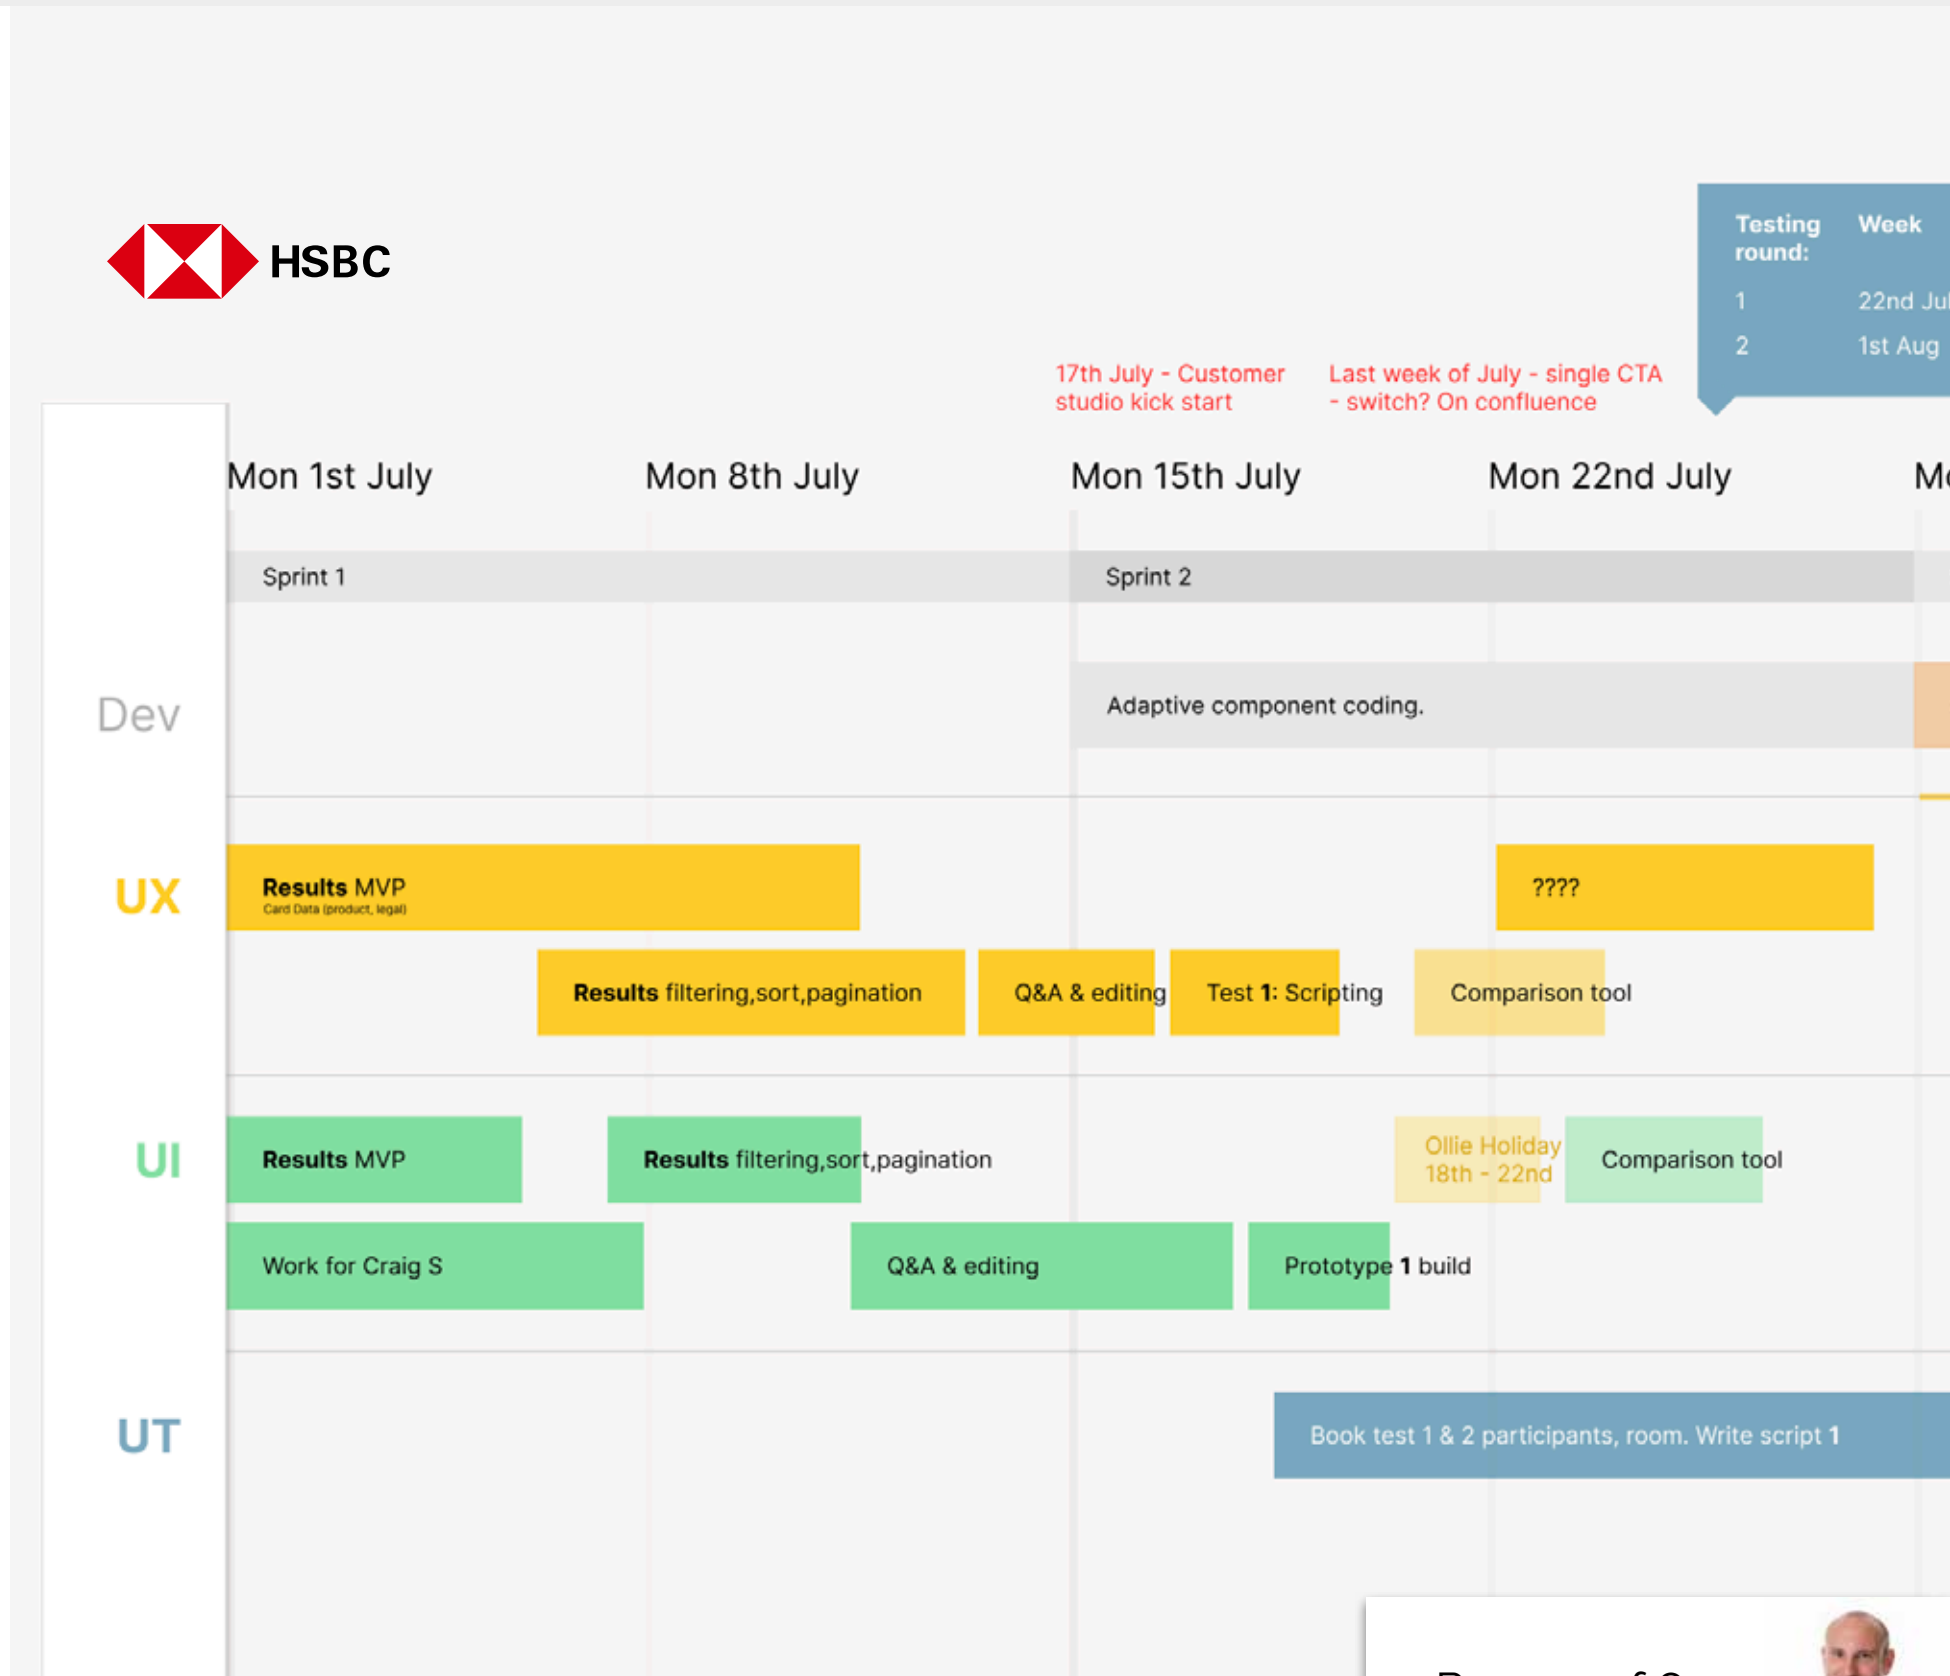 HSBC
Testing round:
Week
1
22nd Jul
2
1st Aug
17th July - Customer
studio kick start
Last week of July - single CTA
- switch? On confluence
Mon 1st July
Mon 8th July
Mon 15th July
Mon 22nd July
Sprint 1
Sprint 2
Dev
Adaptive component coding.
UX
Results MVP
Card Data (product, legal)
????
Results filtering,sort,pagination
Q&A & editing
Test 1: Scripting
Comparison tool
UI
Results MVP
Results filtering,sort,pagination
Ollie Holiday
18th - 22nd
Comparison tool
Work for Craig S
Q&A & editing
Prototype 1 build
UT
Book test 1 & 2 participants, room. Write script 1